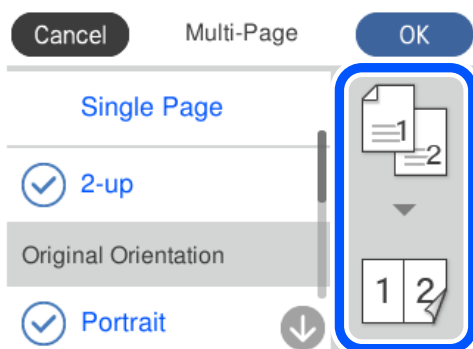 Cancel Multi-Page OK
Single Page
1
2
2-up
Original Orientation
1 2
Portrait